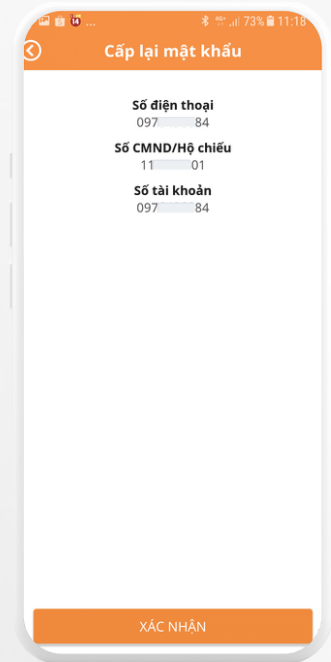 ... 73% 11:18
Cấp lại mật khẩu
Số điện thoại
097 84
Số CMND/Hộ chiếu
11 01
Số tài khoản
097 84
XÁC NHẬN